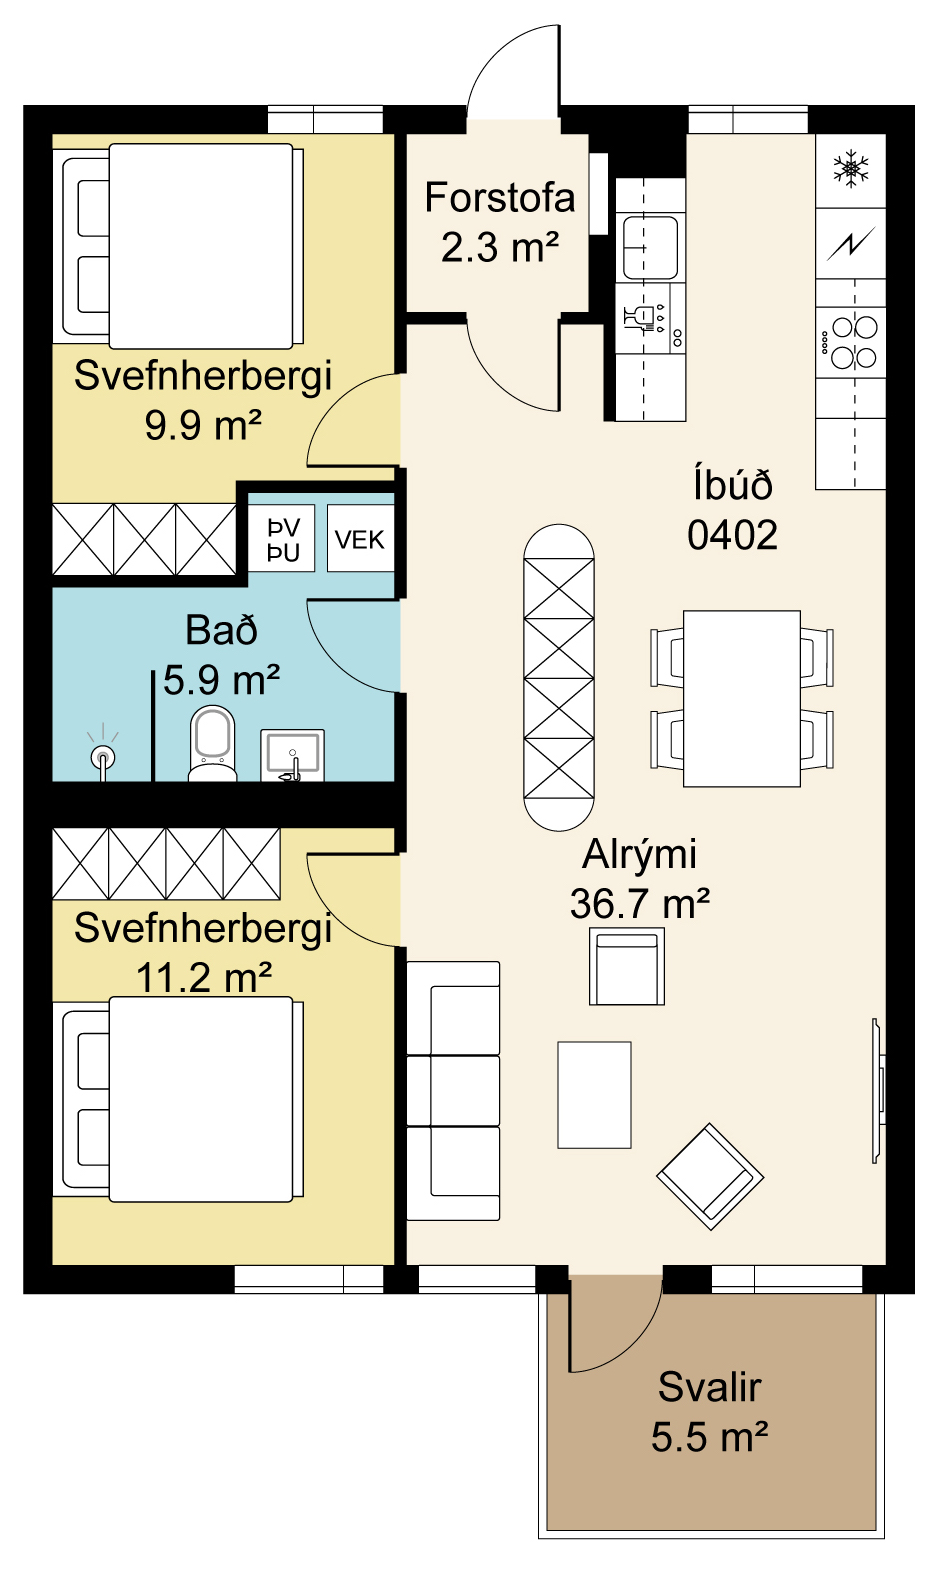 Forstofa
2.3 m²
Svefnherbergi
9.9 m²
Íbúð
0402
ÞV
ÞU
VEK
Bað
5.9 m²
Alrými
36.7 m²
Svefnherbergi
11.2 m²
Svalir
5.5 m²